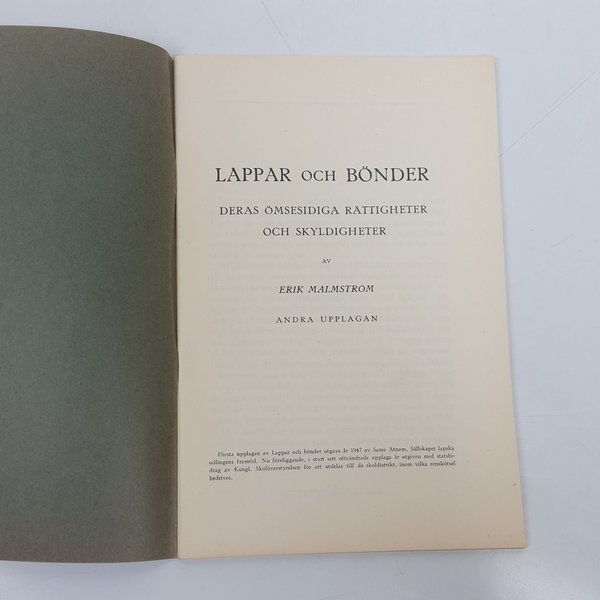 LAPPAR OCH BÖNDER
DERAS ÖMSESIDIGA RÄTTIGHETER
OCH SKYLDIGHETER
AV
ERIK MALMSTRÖM
ANDRA UPPLAGAN
Första upplagan av Lappar och bönder utgavs år 1947 av Same Ätnam, Sällskapet lapska
odlingens framtid. Nu föreliggande, i stort sett oförändrade upplaga är utgiven med statsbi-
drag av Kungl. Skolöverstyrelsen för att utdelas till de skoldistrikt, inom vilka renskötsel
bedrives.